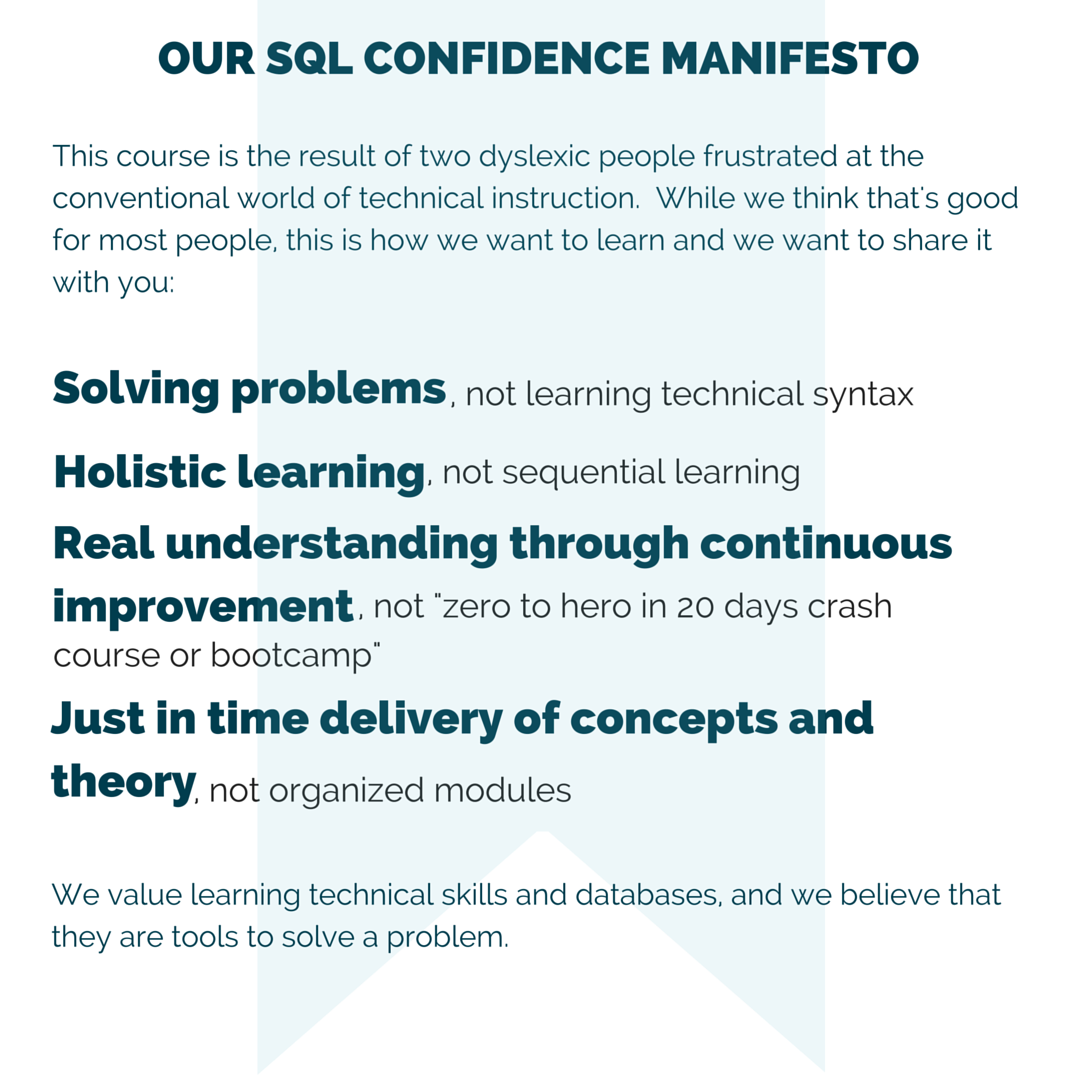 OUR SQL CONFIDENCE MANIFESTO
This course is the result of two dyslexic people frustrated at the
conventional world of technical instruction.  While we think that's good
for most people, this is how we want to learn and we want to share it
with you:
Solving problems, not learning technical syntax
Holistic learning, not sequential learning
Real understanding through continuous
improvement, not "zero to hero in 20 days crash
course or bootcamp"
Just in time delivery of concepts and
theory, not organized modules
We value learning technical skills and databases, and we believe that
they are tools to solve a problem.